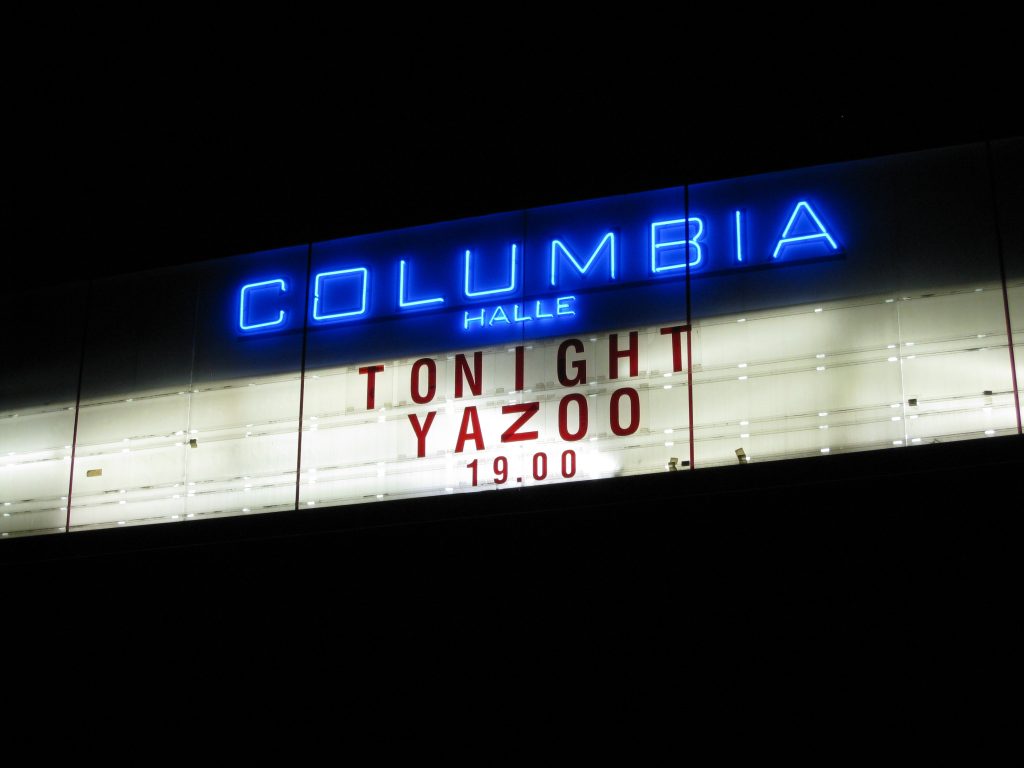 COLUMBIA
HALLE
TONIGHT
YAZOO
19.00